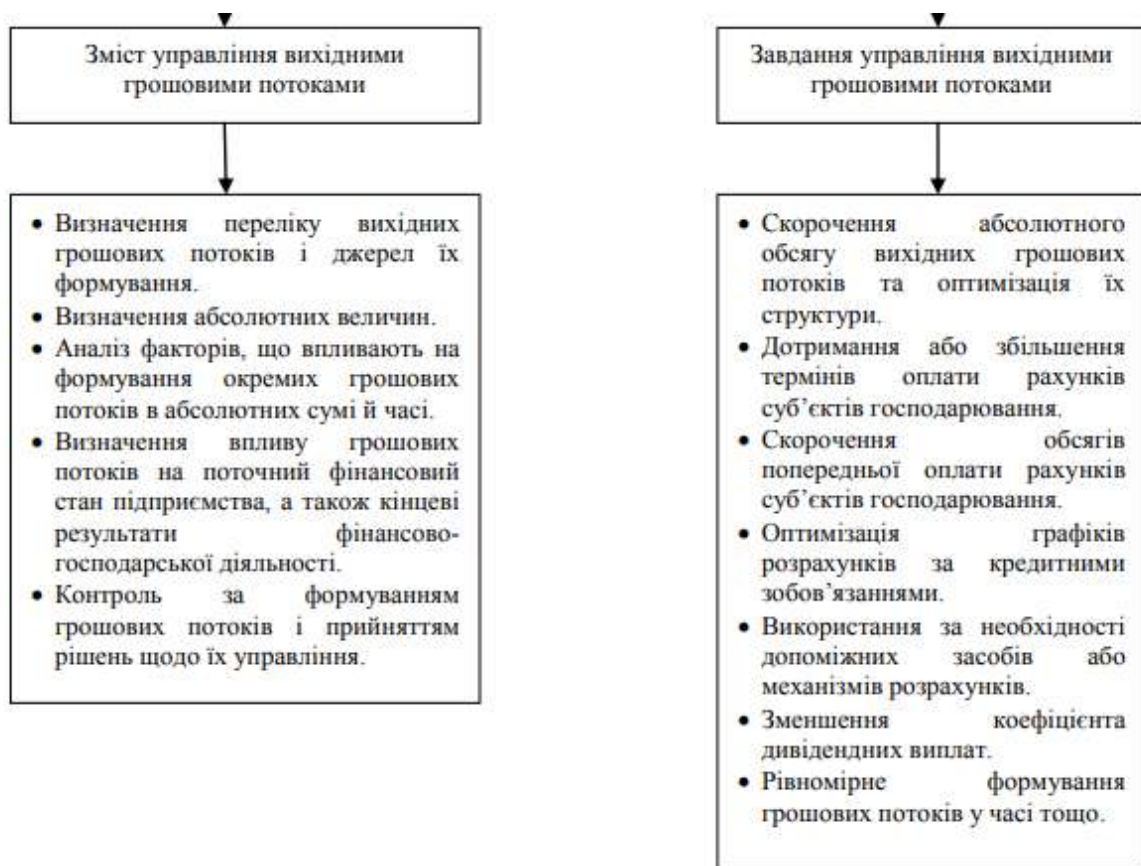 Зміст управління вихідними
грошовими потоками
• Визначення переліку вихідних
грошових потоків і джерел їх
формування.
• Визначення абсолютних величин.
• Аналіз факторів, що впливають на
формування окремих грошових
потоків в абсолютних сумі й часі.
• Визначення впливу грошових
потоків на поточний фінансовий
стан підприємства, а також кінцеві
результати фінансово-
господарської діяльності.
• Контроль за формуванням
грошових потоків і прийняттям
рішень щодо їх управління.
Завдання управління вихідними
грошовими потоками
• Скорочення абсолютного
обсягу вихідних грошових
потоків та оптимізація їх
структури.
• Дотримання або збільшення
термінів оплати рахунків
суб’єктів господарювання.
• Скорочення обсягів
попередньої оплати рахунків
суб’єктів господарювання.
• Оптимізація графіків
розрахунків за кредитними
зобов’язаннями.
• Використання за необхідності
допоміжних засобів або
механізмів розрахунків.
• Зменшення коефіцієнта
дивідендних виплат.
• Рівномірне формування
грошових потоків у часі тощо.